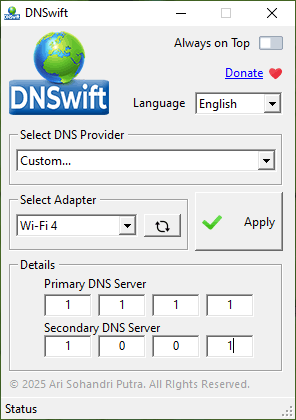 DNSwift
Always on Top
DNSwift
Donate
Language English
Select DNS Provider
Custom...
Select Adapter
Wi-Fi 4
Apply
Details
Primary DNS Server
1 1 1 1
Secondary DNS Server
1 0 0 1
© 2025 Ari Sohandri Putra. All RIghts Reserved.
Status